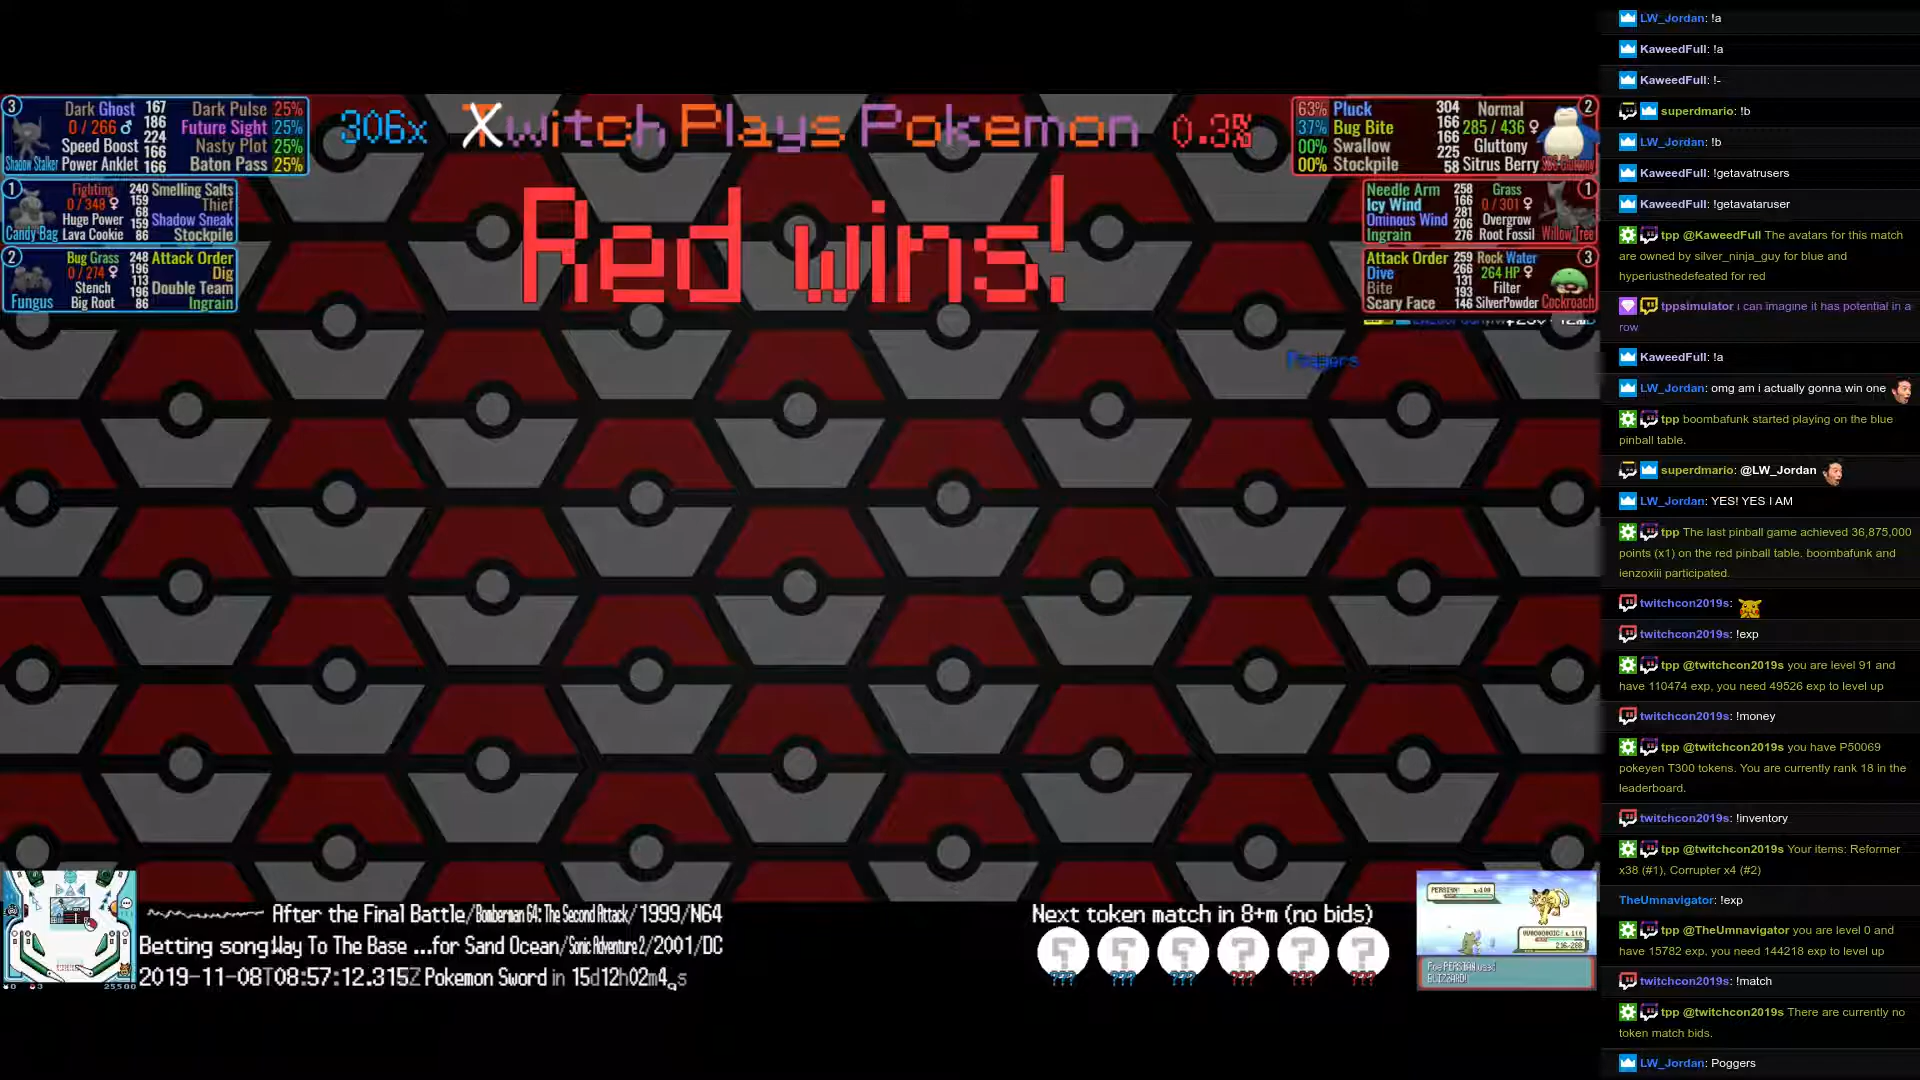 3 Dark Ghost 167 Dark Pulse 25%
0 / 266 ♂ 186 Future Sight 25%
Speed Boost 224 Nasty Plot 25%
166
Shadow Stalker Power Anklet 166 Baton Pass 25%
1 Fighting 240 Smelling Salts
0 / 348 ♀ 159 Thief
Huge Power 68 Shadow Sneak
159
Candy Bag Lava Cookie 86 Stockpile
2 Bug Grass 248 Attack Order
0 / 274 ♀ 196 Dig
Stench 113 Double Team
196
Fungus Big Root 86 Ingrain
306x Twitch Plays Pokemon 0.3%
Red wins!
63% Pluck 304 Normal 2
37% Bug Bite 166 285 / 436 ♀
00% Swallow 166 Gluttony
225
00% Stockpile 58 Sitrus Berry
Needle Arm 258 Grass 1
Icy Wind 166 0 / 301 ♀
Ominous Wind 281 Overgrow
206
Ingrain 276 Root Fossil Willow Tree
Attack Order 259 Rock Water 3
Dive 266 264 HP ♀
Bite 131 Filter
193
Scary Face 146 SilverPowder Cockroach
Poggers
After the Final Battle/Bomberman 64: The Second Attack/1999/N64
Betting song Way To The Base ...for Sand Ocean/Sonic Adventure 2/2001/DC
2019-11-08T08:57:12.315Z Pokemon Sword in 15d12h02m
Next token match in 8+m (no bids)
? ? ? ? ? ?
??? ??? ??? ??? ??? ???
PERSIAN
Foe PERSIAN used
BLIZZARD!
25500
LW_Jordan: !a
KaweedFull: !a
KaweedFull: !-
superdmario: !b
LW_Jordan: !b
KaweedFull: !getavatrusers
KaweedFull: !getavataruser
tpp @KaweedFull The avatars for this match
are owned by silver_ninja_guy for blue and
hyperiusthedefeated for red
tppsimulator i can imagine it has potential in a
row
KaweedFull: !a
LW_Jordan: omg am i actually gonna win one
tpp boombafunk started playing on the blue
pinball table.
superdmario: @LW_Jordan
LW_Jordan: YES! YES I AM
tpp The last pinball game achieved 36,875,000
points (x1) on the red pinball table. boombafunk and
ienzoxiii participated.
twitchcon2019s:
twitchcon2019s: !exp
tpp @twitchcon2019s you are level 91 and
have 110474 exp, you need 49526 exp to level up
twitchcon2019s: !money
tpp @twitchcon2019s you have P50069
pokeyen T300 tokens. You are currently rank 18 in the
leaderboard.
twitchcon2019s: !inventory
tpp @twitchcon2019s Your items: Reformer
x38 (#1), Corrupter x4 (#2)
TheUmnavigator: !exp
tpp @TheUmnavigator you are level 0 and
have 15782 exp, you need 144218 exp to level up
twitchcon2019s: !match
tpp @twitchcon2019s There are currently no
token match bids.
LW_Jordan: Poggers